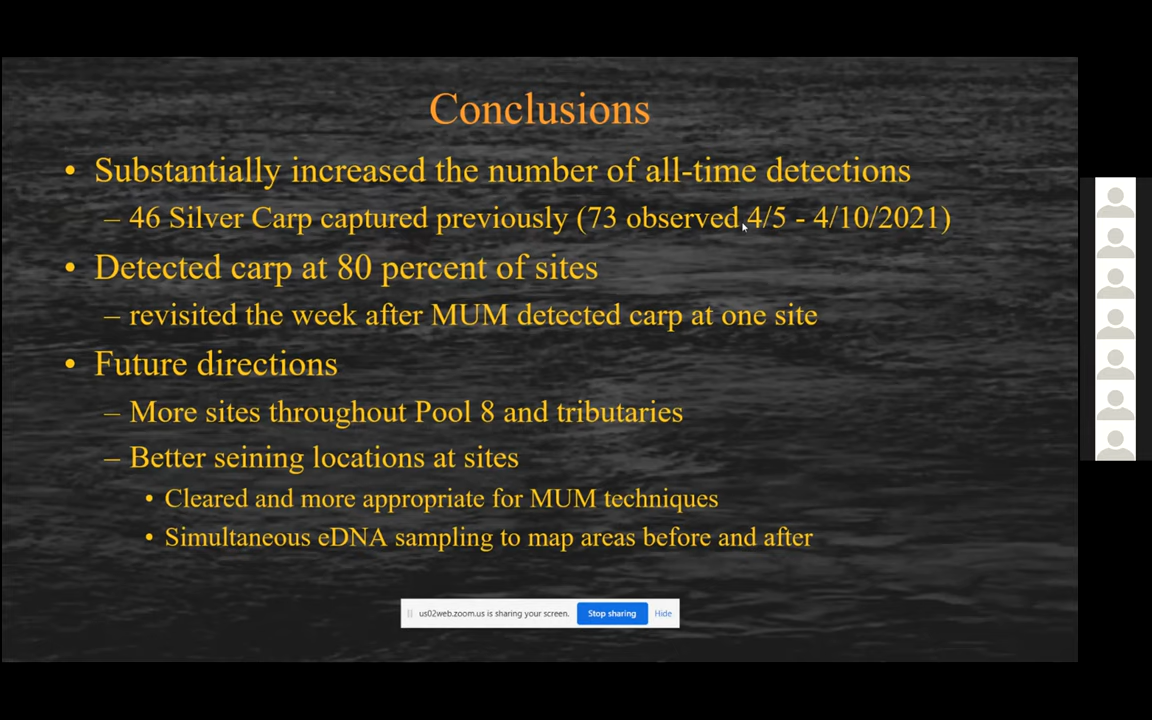 Conclusions
• Substantially increased the number of all-time detections
– 46 Silver Carp captured previously (73 observed 4/5 - 4/10/2021)
• Detected carp at 80 percent of sites
– revisited the week after MUM detected carp at one site
• Future directions
– More sites throughout Pool 8 and tributaries
– Better seining locations at sites
• Cleared and more appropriate for MUM techniques
• Simultaneous eDNA sampling to map areas before and after
us02web.zoom.us is sharing your screen. Stop sharing Hide